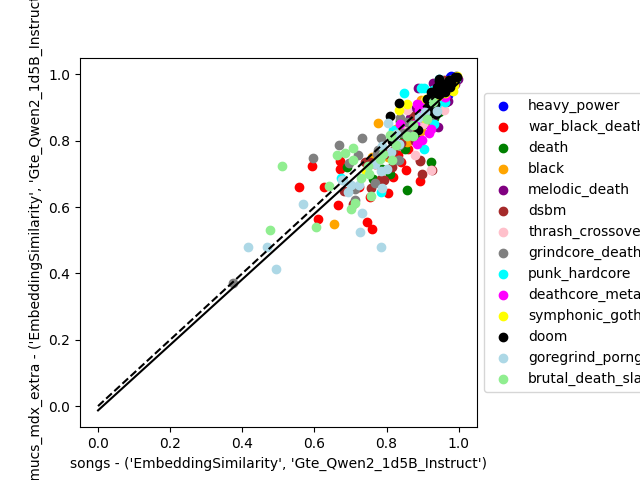 mucs_mdx_extra - ('EmbeddingSimilarity', 'Gte_Qwen2_1d5B_Instruct
1.0
0.8
0.6
0.4
0.2
0.0
0.0 0.2 0.4 0.6 0.8 1.0
songs - ('EmbeddingSimilarity', 'Gte_Qwen2_1d5B_Instruct')
heavy_power
war_black_death
death
black
melodic_death
dsbm
thrash_crossove
grindcore_death
punk_hardcore
deathcore_meta
symphonic_goth
doom
goregrind_porng
brutal_death_sla